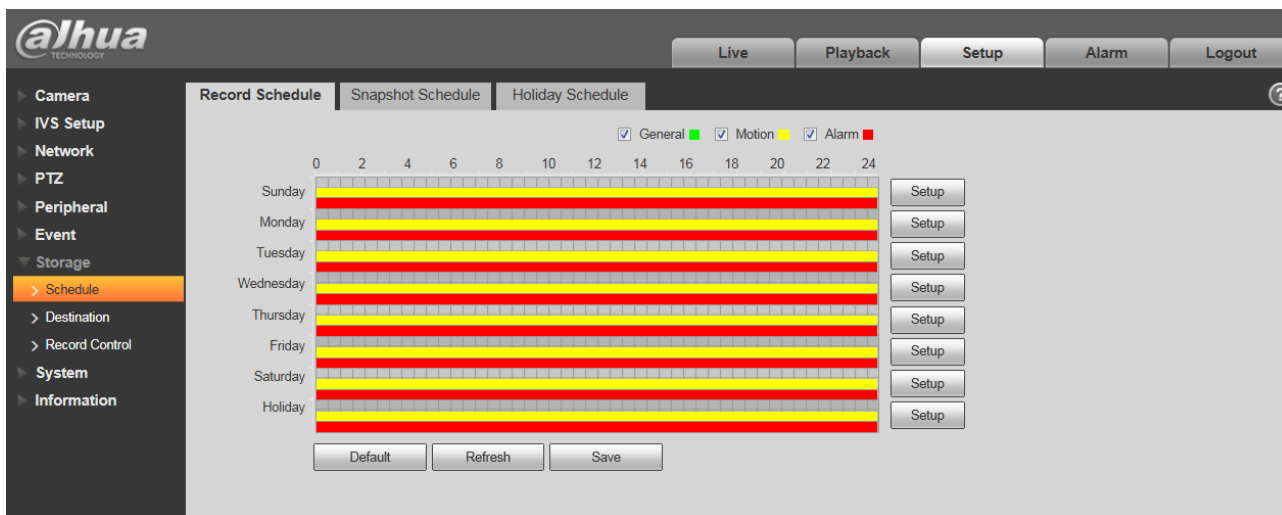 alhua
TECHNOLOGY
Live
Playback
Setup
Alarm
Logout
Camera
IVS Setup
Network
PTZ
Peripheral
Event
Storage
Schedule
Destination
Record Control
System
Information
Record Schedule
Snapshot Schedule
Holiday Schedule
?
General
Motion
Alarm
0 2 4 6 8 10 12 14 16 18 20 22 24
Sunday Setup
Monday Setup
Tuesday Setup
Wednesday Setup
Thursday Setup
Friday Setup
Saturday Setup
Holiday Setup
Default
Refresh
Save